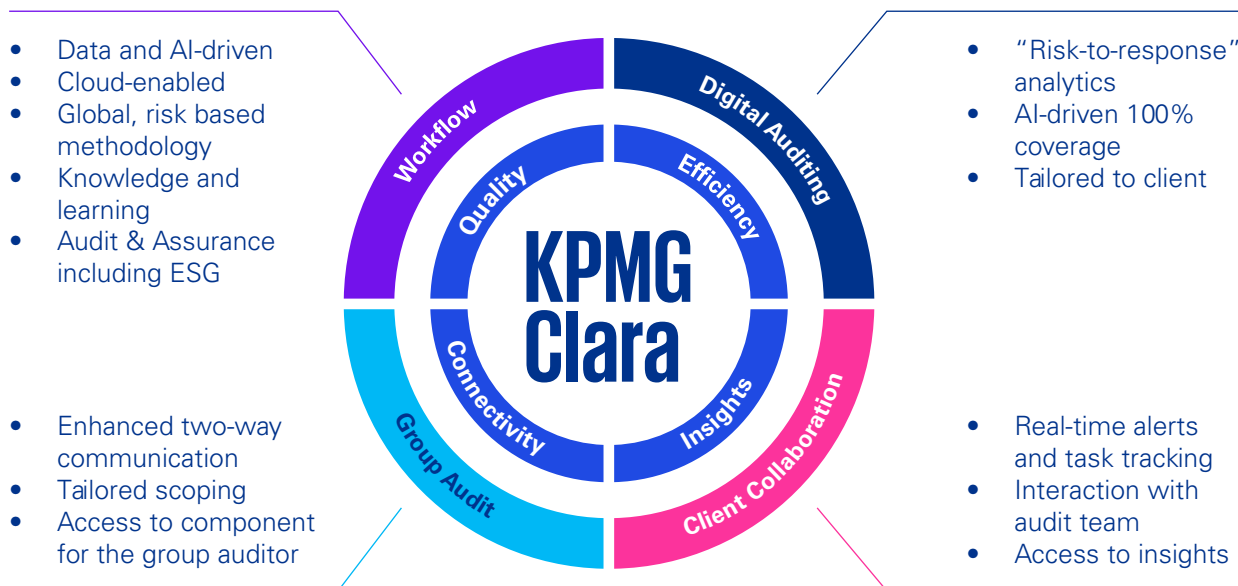 • Data and AI-driven
• Cloud-enabled
• Global, risk based
methodology
• Knowledge and
learning
• Audit & Assurance
including ESG
Workflow
Digital Auditing
• “Risk-to-response”
analytics
• AI-driven 100%
coverage
• Tailored to client
Quality
Efficiency
KPMG
Clara
Connectivity
Insights
• Enhanced two-way
communication
• Tailored scoping
• Access to component
for the group auditor
Group Audit
Client Collaboration
• Real-time alerts
and task tracking
• Interaction with
audit team
• Access to insights